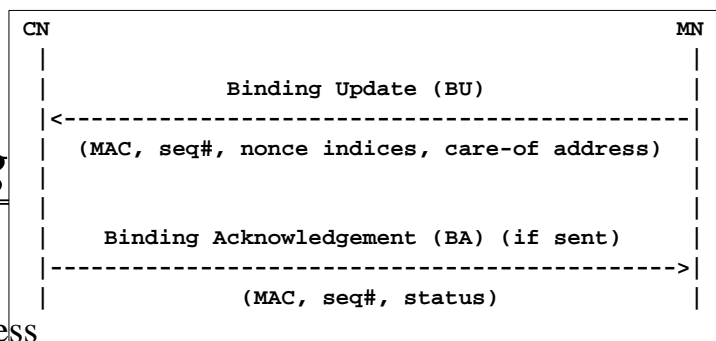 CN MN
| |
| Binding Update (BU) |
|<-----------------------------------------------|
| (MAC, seq#, nonce indices, care-of address) |
g
| |
| Binding Acknowledgement (BA) (if sent) |
|----------------------------------------------->|
| (MAC, seq#, status) |
ess